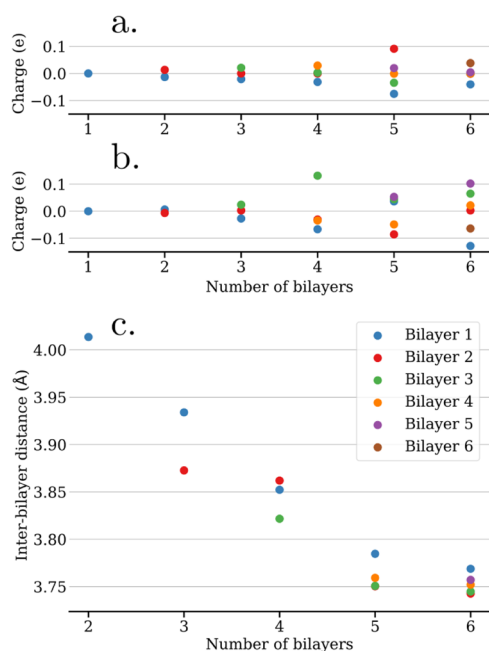 a.
Charge (e)
0.1
0.0
−0.1
1 2 3 4 5 6
b.
Charge (e)
0.1
0.0
−0.1
1 2 3 4 5 6
Number of bilayers
c.
Inter-bilayer distance (Å)
4.00
3.95
3.90
3.85
3.80
3.75
Bilayer 1
Bilayer 2
Bilayer 3
Bilayer 4
Bilayer 5
Bilayer 6
2 3 4 5 6
Number of bilayers